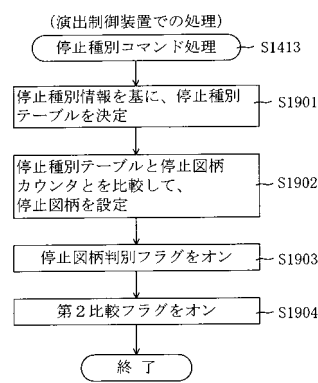 (演出制御装置での処理)
停止種別コマンド処理 S1413
停止種別情報を基に、停止種別
テーブルを決定
S1901
停止種別テーブルと停止図柄
カウンタとを比較して、
停止図柄を設定
S1902
停止図柄判別フラグをオン S1903
第2比較フラグをオン S1904
終了